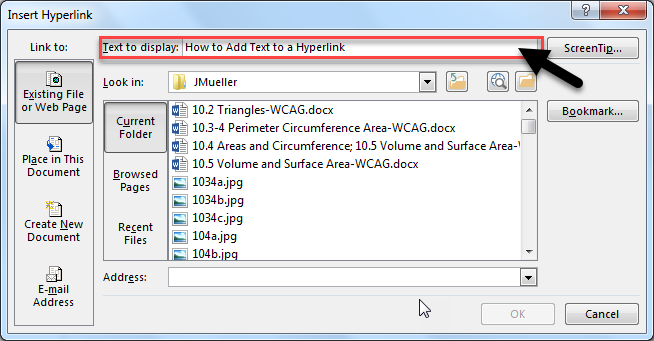 Insert Hyperlink
Link to:
Text to display: How to Add Text to a Hyperlink
ScreenTip...
Existing File or Web Page
Look in: JMueller
Bookmark...
Current Folder
10.2 Triangles-WCAG.docx
10.3-4 Perimeter Circumference Area-WCAG.docx
10.4 Areas and Circumference; 10.5 Volume and Surface Area-W
10.5 Volume and Surface Area-WCAG.docx
1034a.jpg
1034b.jpg
1034c.jpg
104a.jpg
104b.jpg
Place in This Document
Browsed Pages
Create New Document
Recent Files
E-mail Address
Address:
OK
Cancel